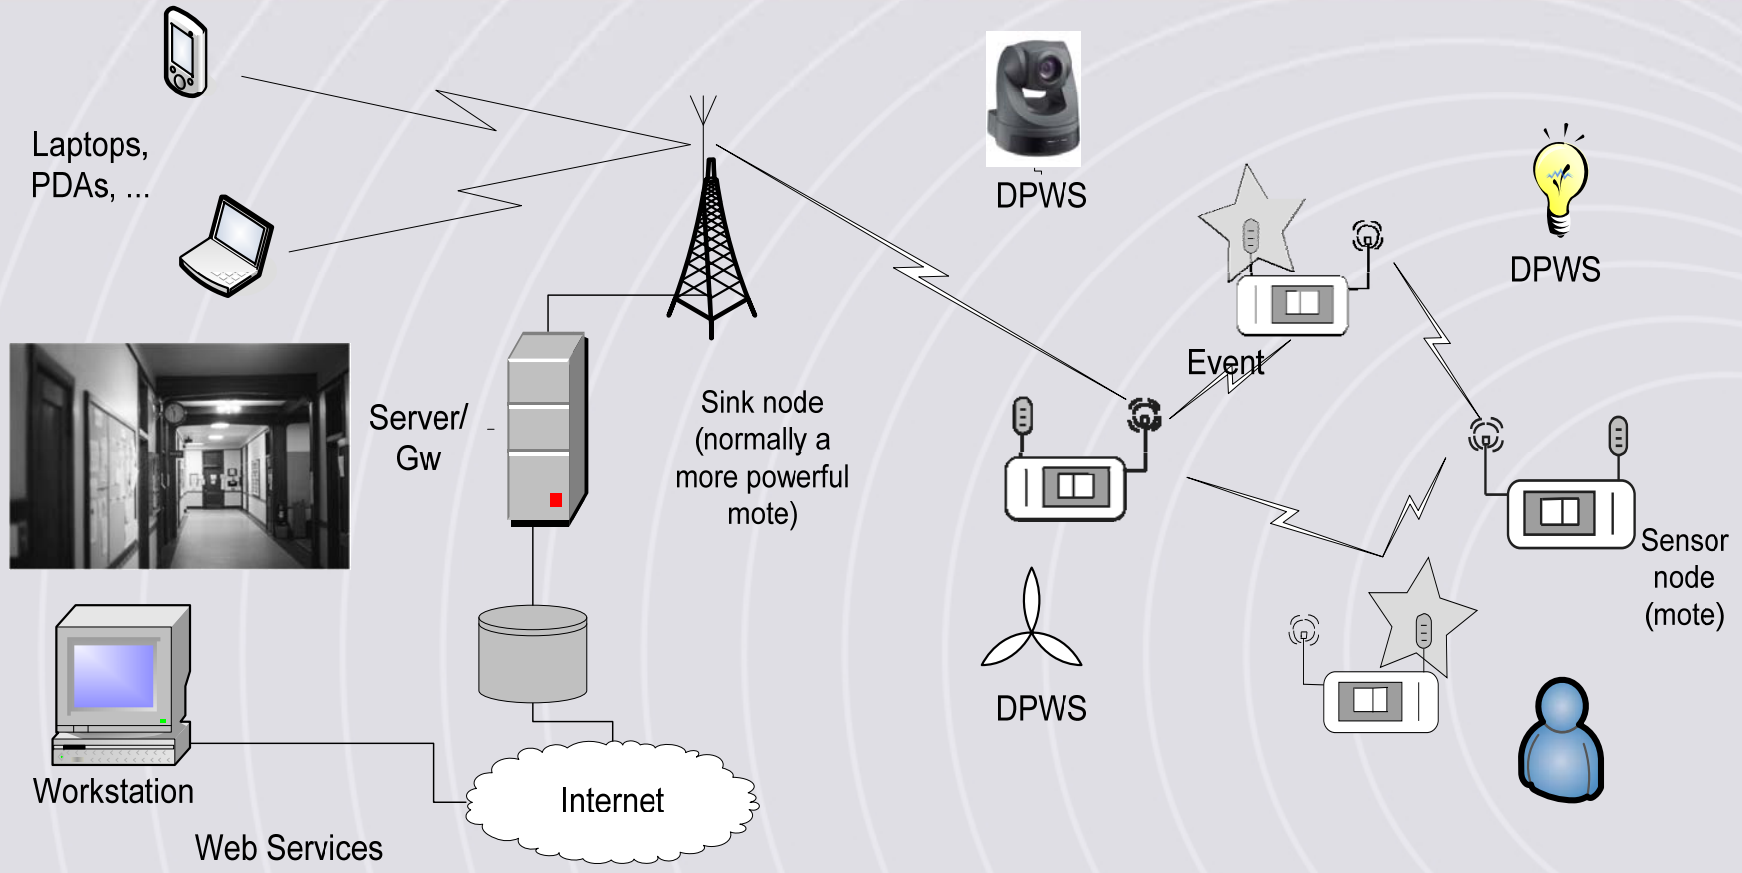 Laptops,
PDAs, ...
DPWS
DPWS
Event
Server/
Gw
Sink node
(normally a
more powerful
mote)
Sensor
node
(mote)
DPWS
Workstation
Internet
Web Services